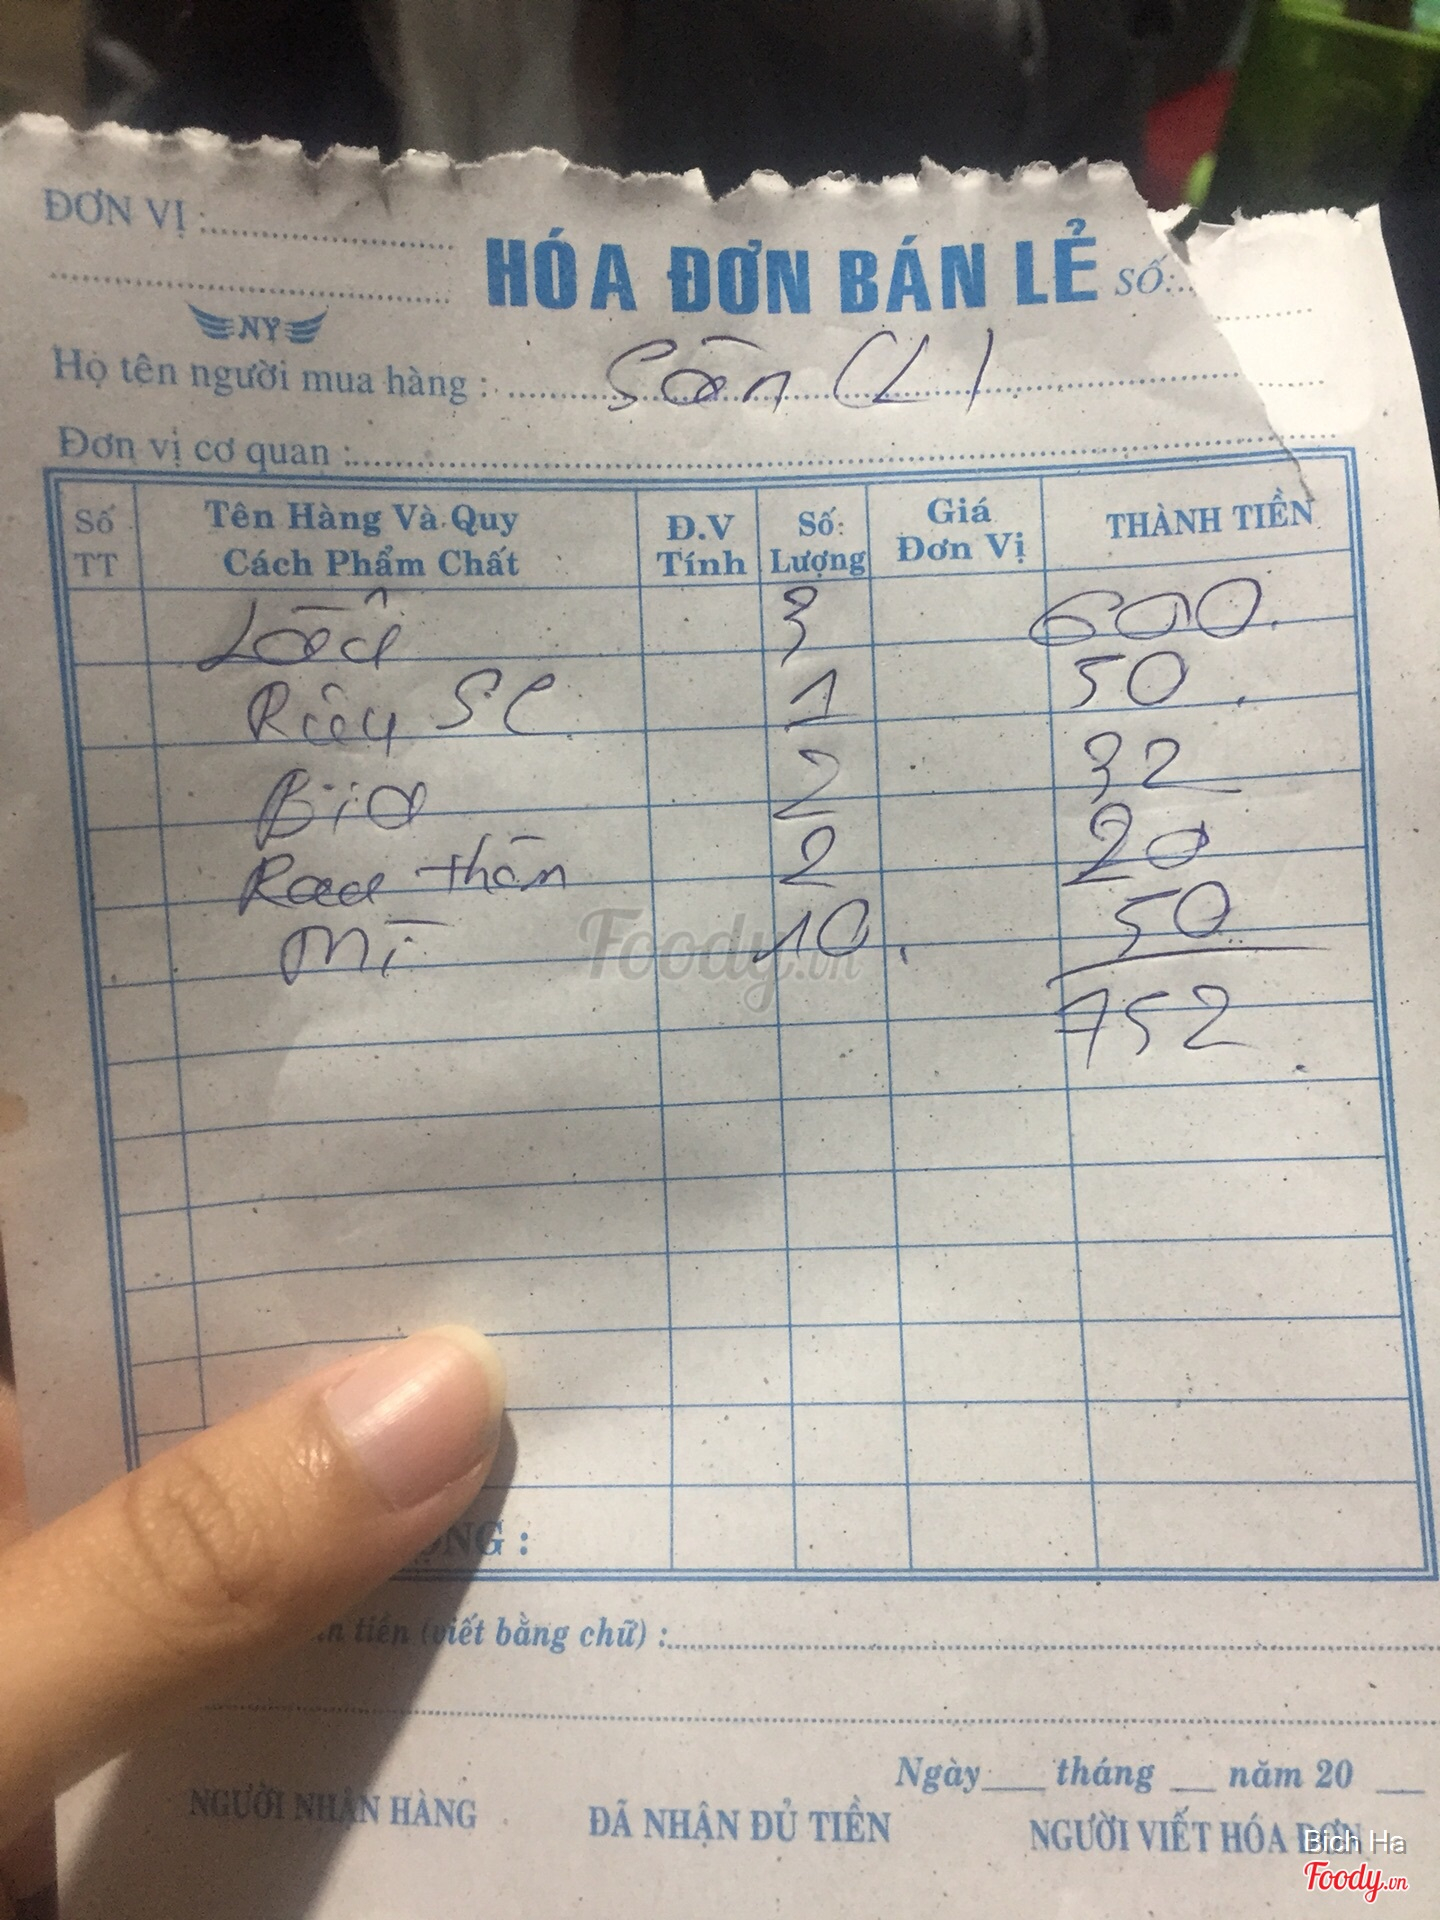 ĐƠN VỊ :
HÓA ĐƠN BÁN LẺ SỐ:
NY
Họ tên người mua hàng : Sân (L)
Đơn vị cơ quan :
Số TT Tên Hàng Và Quy Cách Phẩm Chất Đ.V Tính Số: Lượng Giá Đơn Vị THÀNH TIỀN
Lẩu 3 600.
Riêu SC 1 50.
Bia 2 32
Rau thêm 2 20
Mì 10. 50
752
ỘNG :
n tiền (viết bằng chữ) :
Ngày tháng năm 20
NGƯỜI NHẬN HÀNG ĐÃ NHẬN ĐỦ TIỀN NGƯỜI VIẾT HÓA ĐƠN
Foody.vn
Bich Ha
Foody.vn